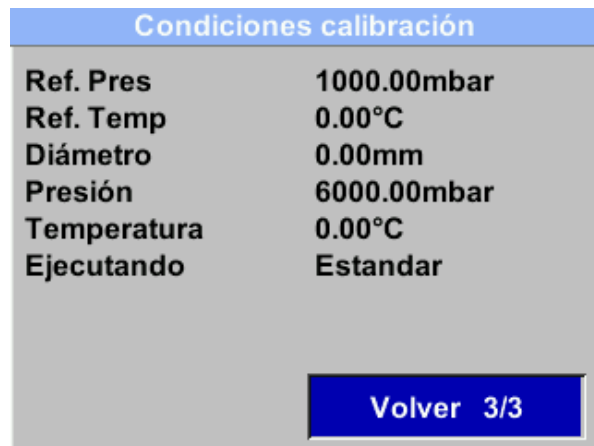 Condiciones calibración
Ref. Pres 1000.00mbar
Ref. Temp 0.00°C
Diámetro 0.00mm
Presión 6000.00mbar
Temperatura 0.00°C
Ejecutando Estandar
Volver 3/3